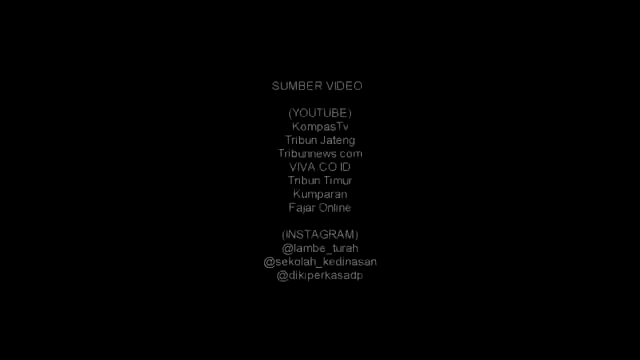 SUMBER VIDEO
(YOUTUBE)
KompasTv
Tribun Jateng
Tribunnews.com
VIVA CO ID
Tribun Timur
Kumparan
Fajar Online
(INSTAGRAM)
@lambe_turah
@sekolah_kedinasan
@dikiperkasadp